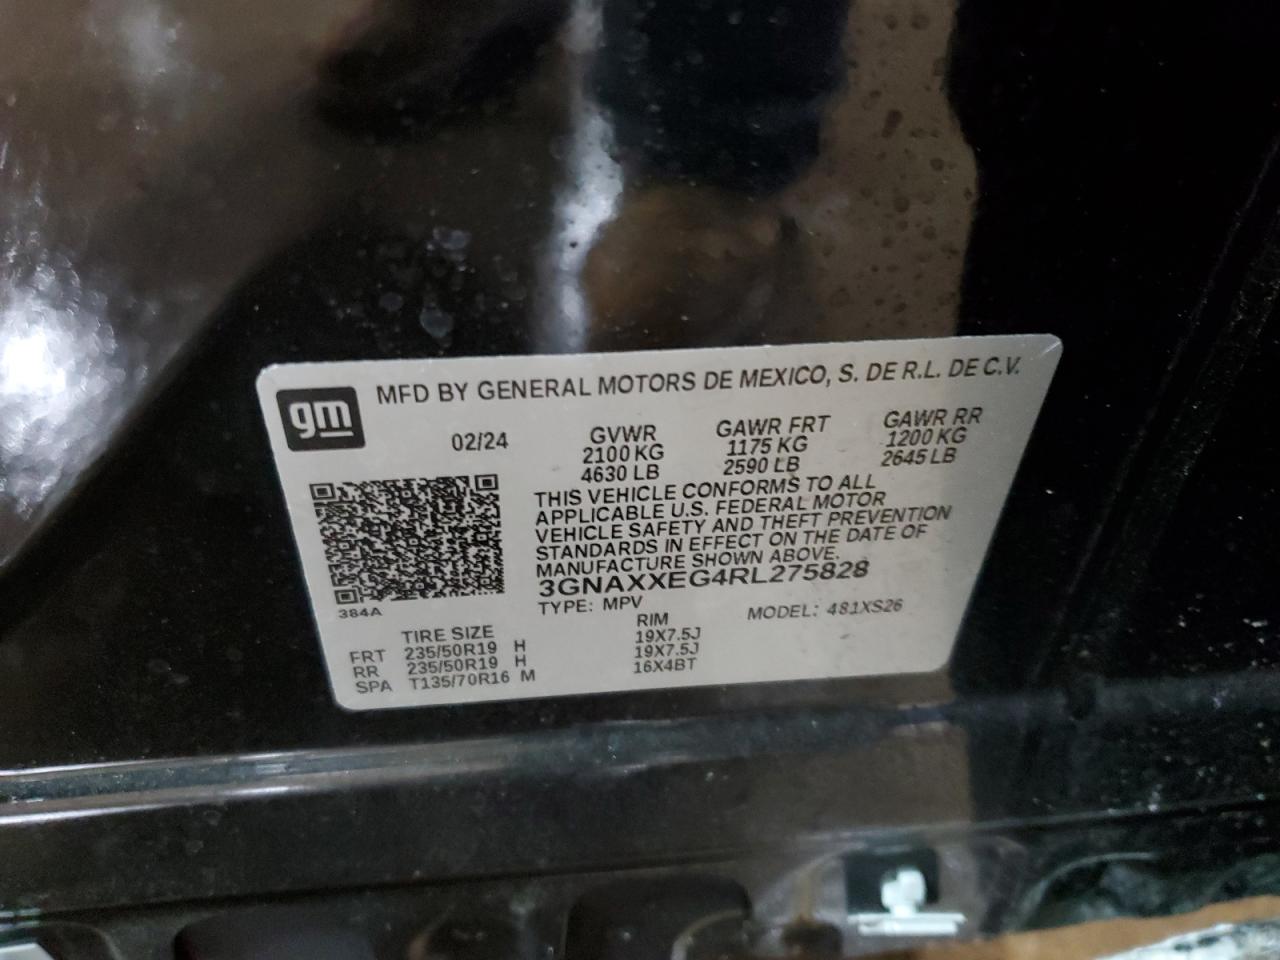 gm
MFD BY GENERAL MOTORS DE MEXICO, S. DE R.L. DE C.V.
02/24
GVWR
2100 KG
4630 LB
GAWR FRT
1175 KG
2590 LB
GAWR RR
1200 KG
2645 LB
THIS VEHICLE CONFORMS TO ALL
APPLICABLE U.S. FEDERAL MOTOR
VEHICLE SAFETY AND THEFT PREVENTION
STANDARDS IN EFFECT ON THE DATE OF
MANUFACTURE SHOWN ABOVE.
3GNAXXEG4RL275828
TYPE: MPV
MODEL: 481XS26
384A
TIRE SIZE RIM
FRT 235/50R19 H 19X7.5J
RR 235/50R19 H 19X7.5J
SPA T135/70R16 M 16X4BT